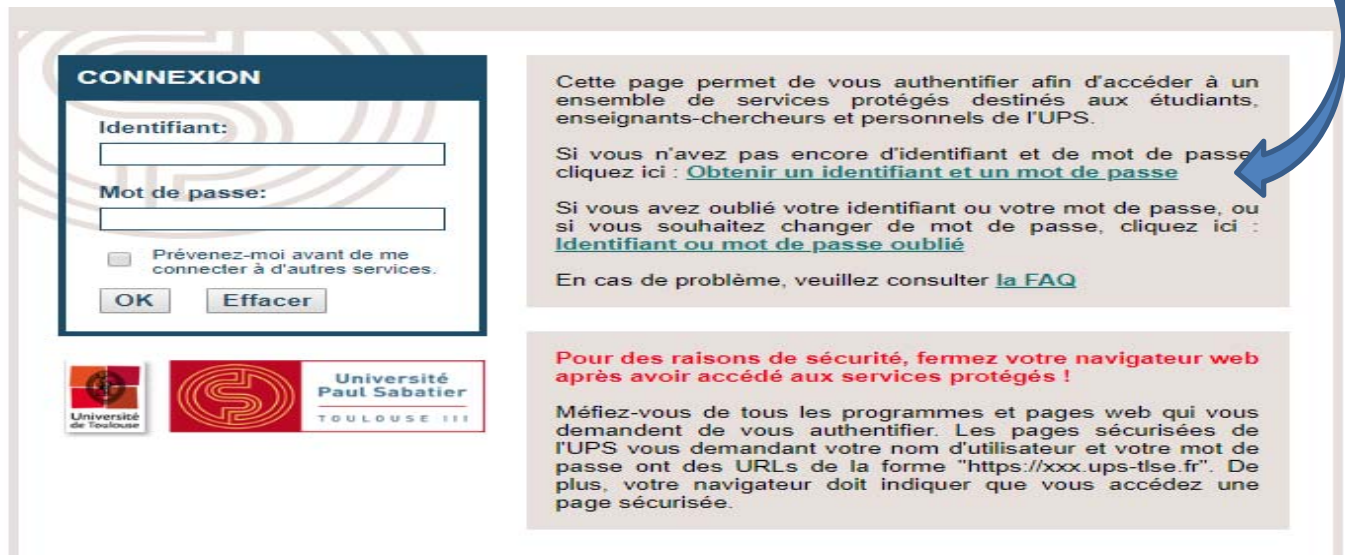 CONNEXION
Identifiant:
Mot de passe:
Prévenez-moi avant de me
connecter à d'autres services.
OK Effacer
Université
de Toulouse
Université
Paul Sabatier
TOULOUSE III
Cette page permet de vous authentifier afin d'accéder à un
ensemble de services protégés destinés aux étudiants,
enseignants-chercheurs et personnels de l'UPS.
Si vous n'avez pas encore d'identifiant et de mot de passe
cliquez ici : Obtenir un identifiant et un mot de passe
Si vous avez oublié votre identifiant ou votre mot de passe, ou
si vous souhaitez changer de mot de passe, cliquez ici :
Identifiant ou mot de passe oublié
En cas de problème, veuillez consulter la FAQ
Pour des raisons de sécurité, fermez votre navigateur web
après avoir accédé aux services protégés !
Méfiez-vous de tous les programmes et pages web qui vous
demandent de vous authentifier. Les pages sécurisées de
l'UPS vous demandant votre nom d'utilisateur et votre mot de
passe ont des URLs de la forme "https://xxx.ups-tlse.fr". De
plus, votre navigateur doit indiquer que vous accédez une
page sécurisée.